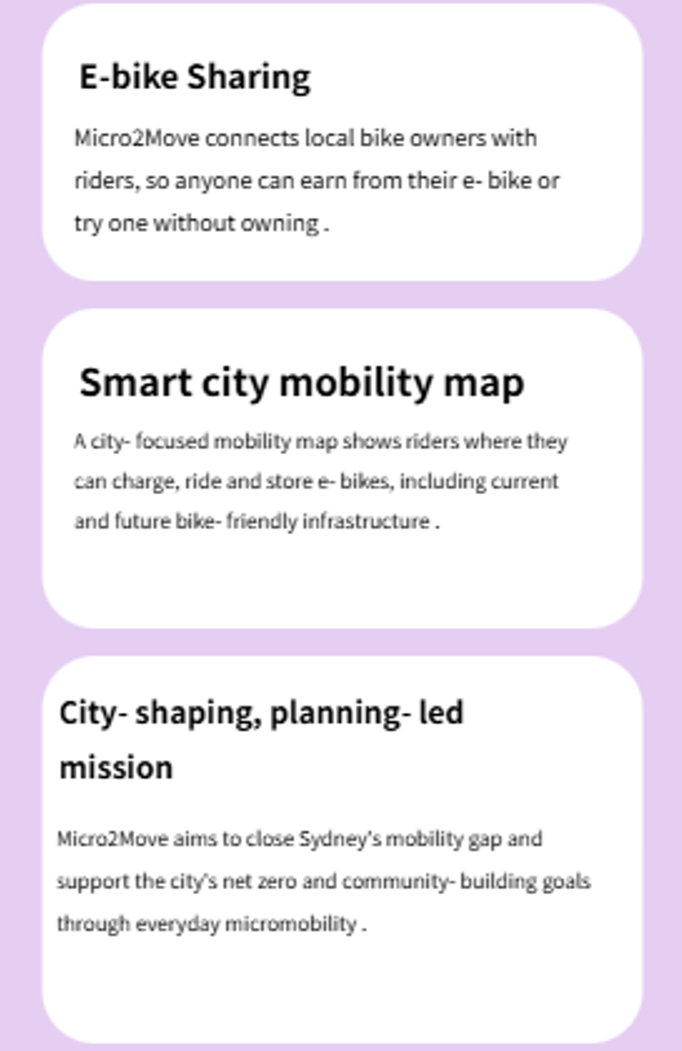 E-bike Sharing
Micro2Move connects local bike owners with
riders, so anyone can earn from their e- bike or
try one without owning .
Smart city mobility map
A city- focused mobility map shows riders where they
can charge, ride and store e- bikes, including current
and future bike- friendly infrastructure .
City- shaping, planning- led
mission
Micro2Move aims to close Sydney's mobility gap and
support the city's net zero and community- building goals
through everyday micromobility .